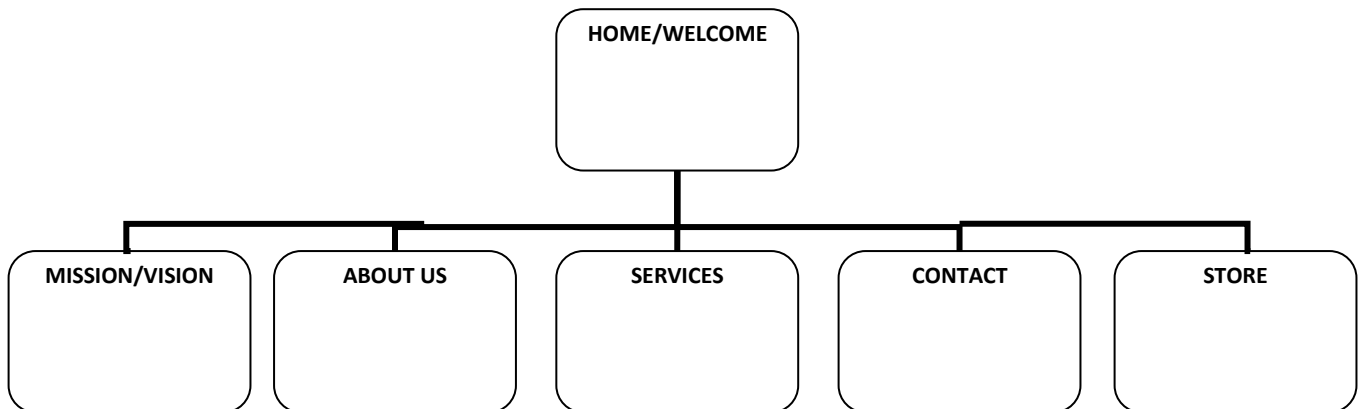 HOME/WELCOME
MISSION/VISION
ABOUT US
SERVICES
CONTACT
STORE